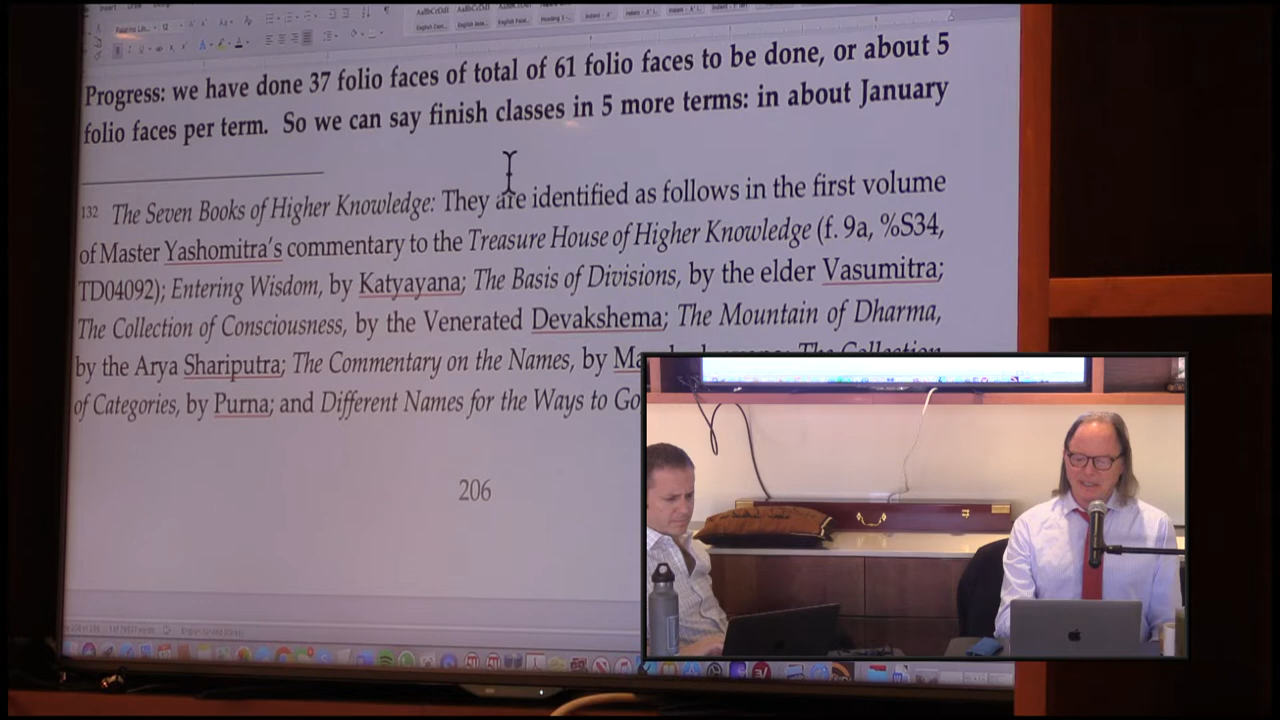 Progress: we have done 37 folio faces of total of 61 folio faces to be done, or about 5
folio faces per term. So we can say finish classes in 5 more terms: in about January
132 The Seven Books of Higher Knowledge: They are identified as follows in the first volume
of Master Yashomitra's commentary to the Treasure House of Higher Knowledge (f. 9a, %S34,
TD04092); Entering Wisdom, by Katyayana; The Basis of Divisions, by the elder Vasumitra;
The Collection of Consciousness, by the Venerated Devakshema; The Mountain of Dharma,
by the Arya Shariputra; The Commentary on the Names, by The Collection
of Categories, by Purna; and Different Names for the Ways to Go
206